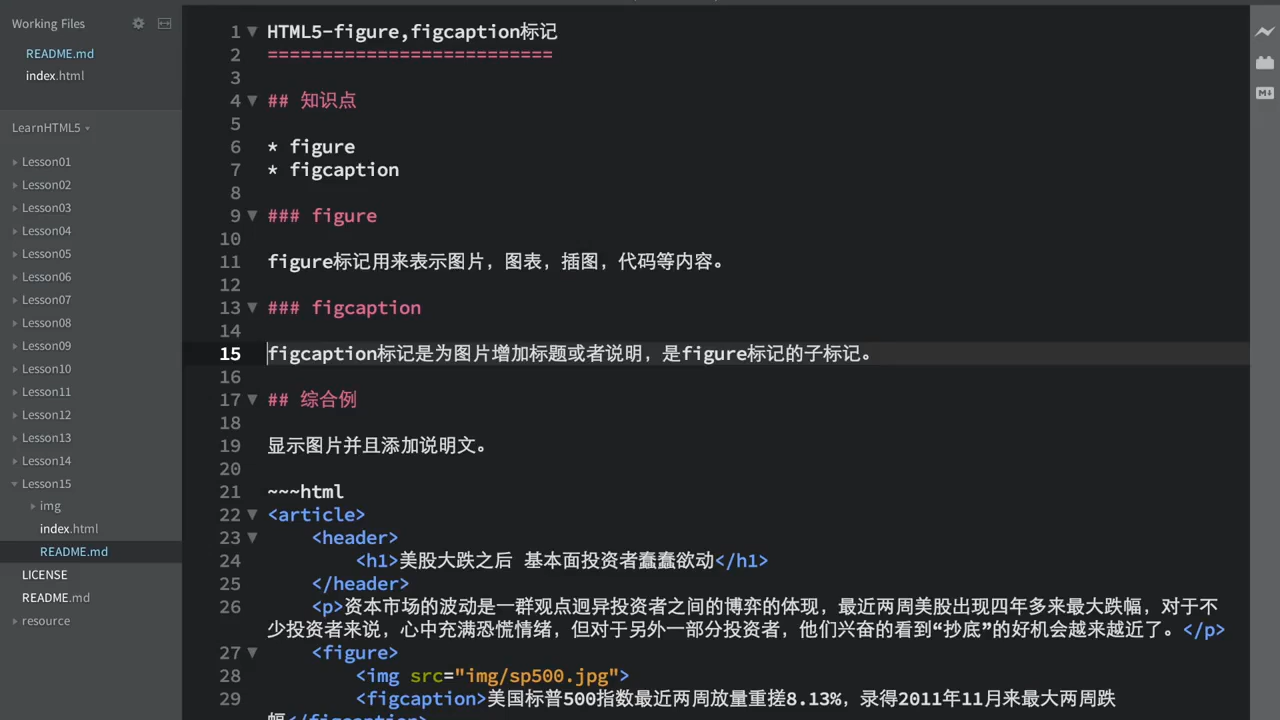 Working Files
README.md
index.html
LearnHTML5
Lesson01
Lesson02
Lesson03
Lesson04
Lesson05
Lesson06
Lesson07
Lesson08
Lesson09
Lesson10
Lesson11
Lesson12
Lesson13
Lesson14
Lesson15
img
index.html
README.md
LICENSE
README.md
resource
1 HTML5-figure,figcaption标记
2 ==========================
3
4 ## 知识点
5
6 * figure
7 * figcaption
8
9 ### figure
10
11 figure标记用来表示图片，图表，插图，代码等内容。
12
13 ### figcaption
14
15 figcaption标记是为图片增加标题或者说明，是figure标记的子标记。
16
17 ## 综合例
18
19 显示图片并且添加说明文。
20
21 ~~~html
22 <article>
23 <header>
24 <h1>美股大跌之后 基本面投资者蠢蠢欲动</h1>
25 </header>
26 <p>资本市场的波动是一群观点迥异投资者之间的博弈的体现，最近两周美股出现四年多来最大跌幅，对于不
少投资者来说，心中充满恐慌情绪，但对于另外一部分投资者，他们兴奋的看到“抄底”的好机会越来越近了。</p>
27 <figure>
28 <img src="img/sp500.jpg">
29 <figcaption>美国标普500指数最近两周放量重搓8.13%，录得2011年11月来最大两周跌
幅</figcaption>
M↓